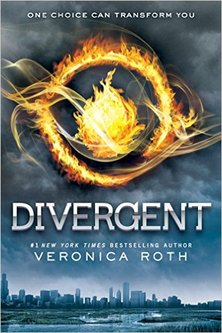 ONE CHOICE CAN TRANSFORM YOU
DIVERGENT
#1 NEW YORK TIMES BESTSELLING AUTHOR
VERONICA ROTH